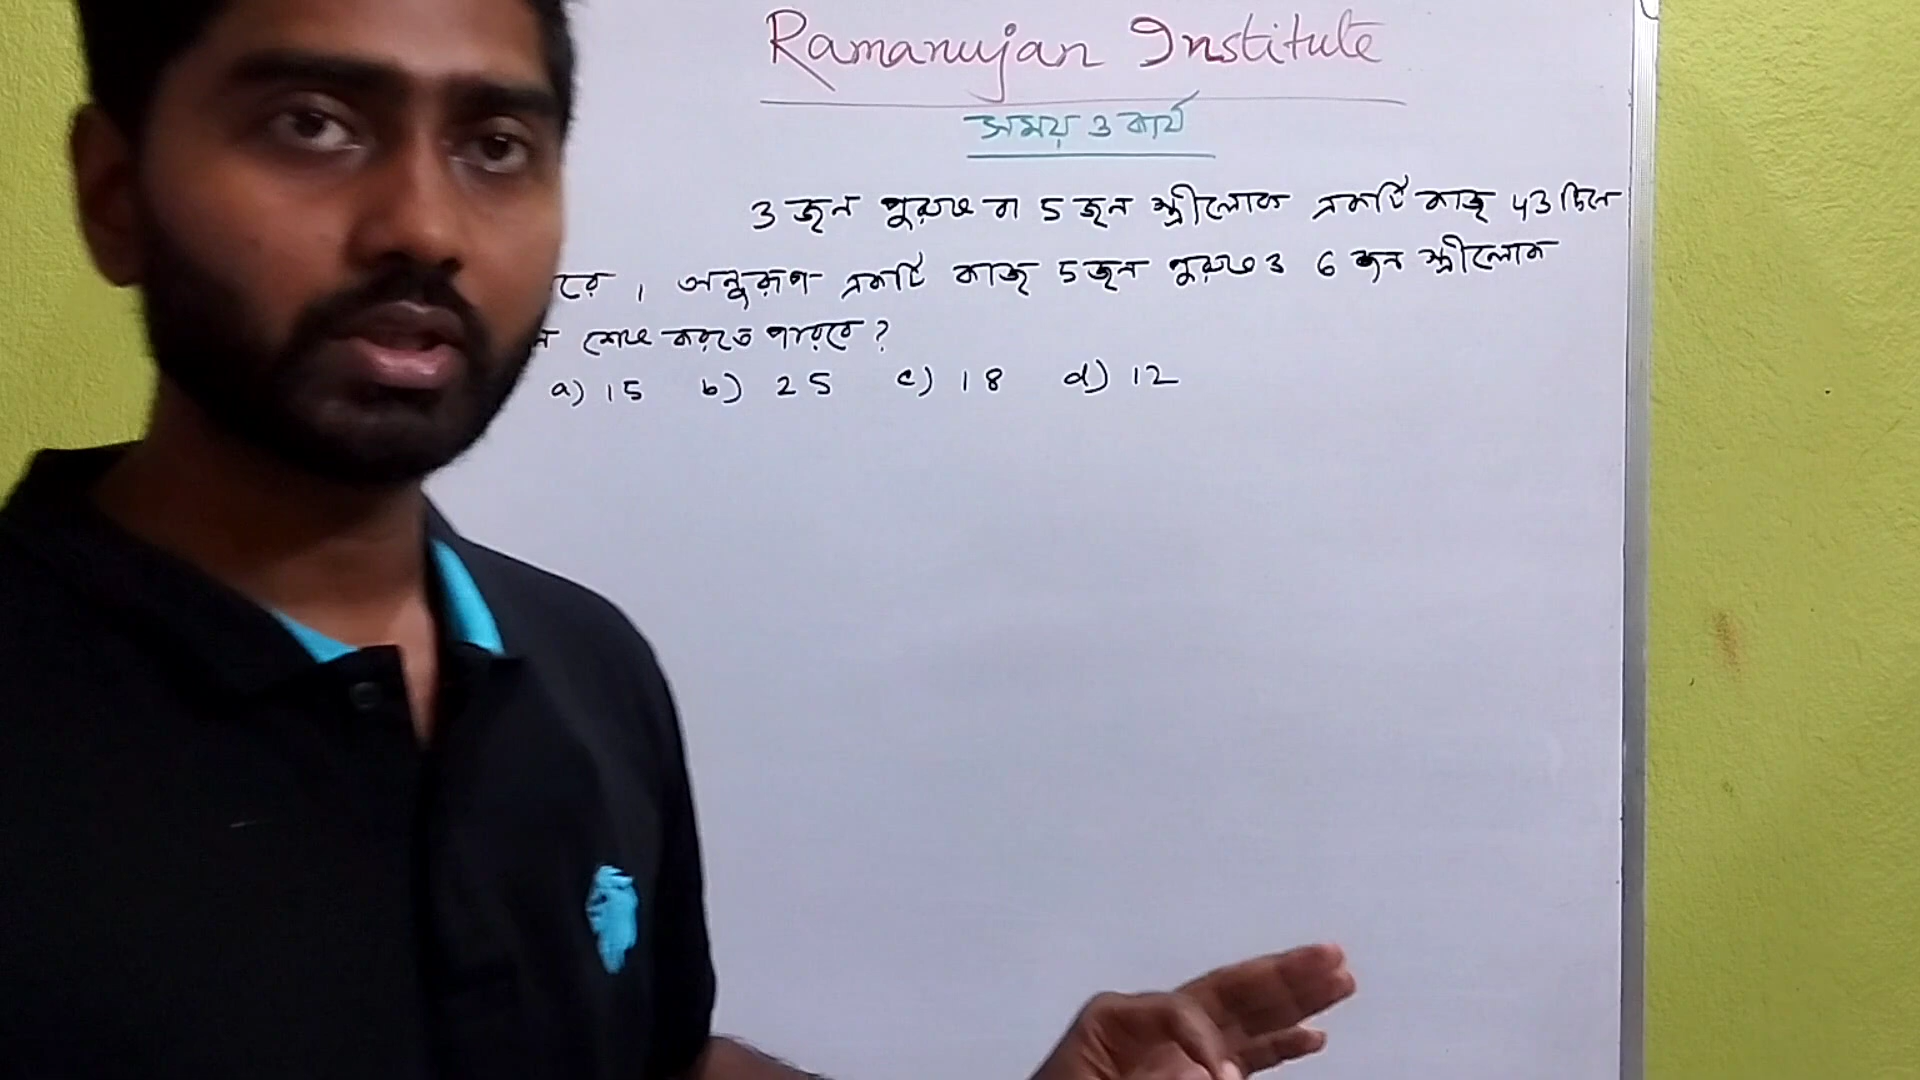 Ramanujan Institute
সময় ও কার্য
3 জন পুরুষ বা 5 জন স্ত্রীলোক একটি কাজ 43 দিনে
রে । অনুরূপ একটি কাজ 5 জন পুরুষ ও 6 জন স্ত্রীলোক
ন শেষ করতে পারবে ?
a) 15 b) 25 c) 18 d) 12